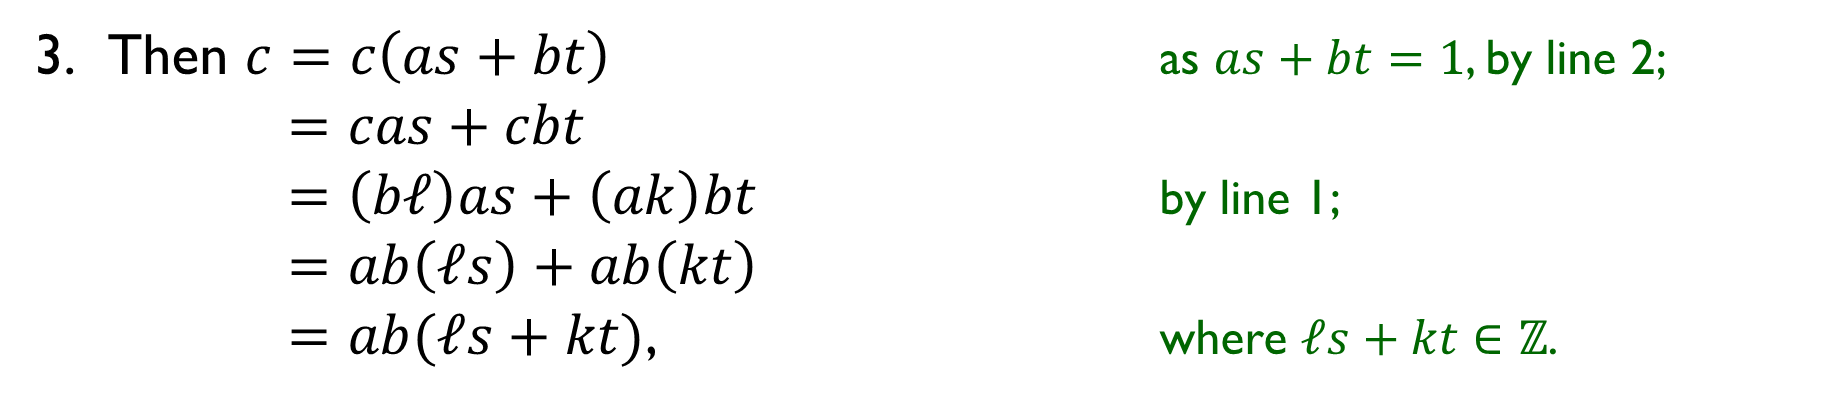 3. Then c = c(as + bt) as as + bt = 1, by line 2;
= cas + cbt
= (bℓ)as + (ak)bt by line 1;
= ab(ℓs) + ab(kt)
= ab(ℓs + kt), where ℓs + kt ∈ ℤ.